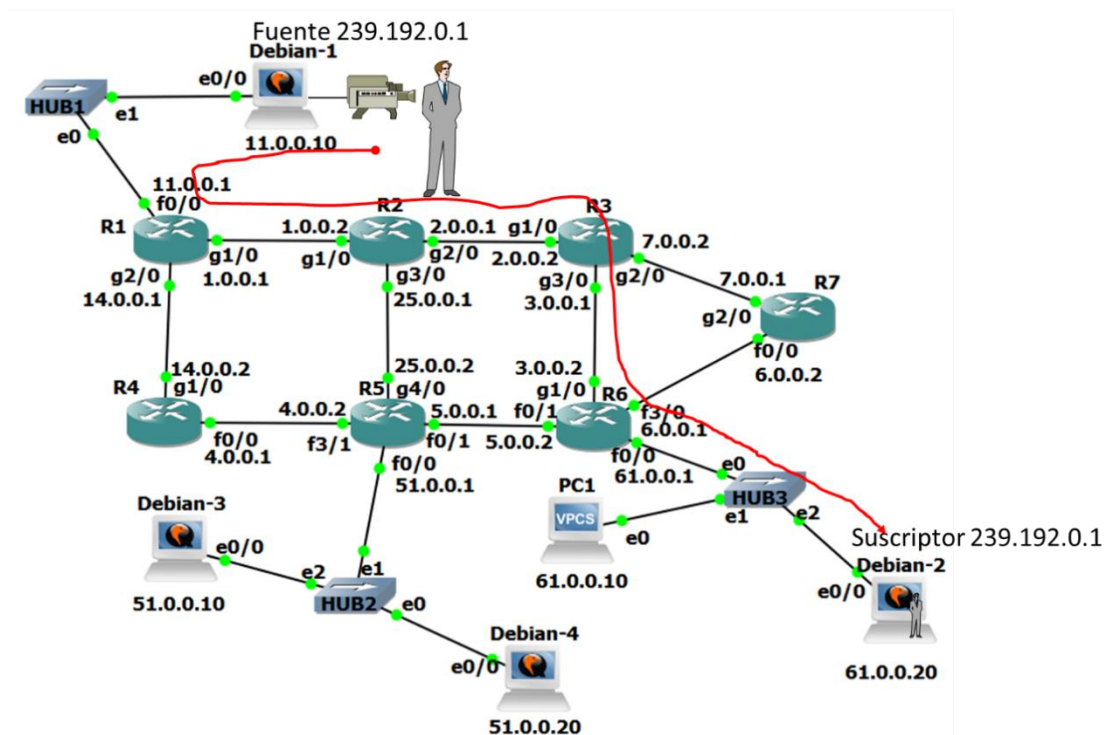 Fuente 239.192.0.1
Debian-1
e0/0
HUB1
e1
e0
11.0.0.10
11.0.0.1
f0/0
R1
R2
R3
1.0.0.2
2.0.0.1
g1/0
7.0.0.2
g1/0
g1/0
g2/0
2.0.0.2
g2/0
1.0.0.1
g2/0
g3/0
g3/0
7.0.0.1
R7
14.0.0.1
25.0.0.1
3.0.0.1
g2/0
f0/0
6.0.0.2
14.0.0.2
25.0.0.2
3.0.0.2
R4
g1/0
R5
g4/0
g1/0
R6
4.0.0.2
5.0.0.1
f0/1
f3/0
f0/0
f3/1
f0/1
5.0.0.2
6.0.0.1
4.0.0.1
f0/0
f0/0
51.0.0.1
61.0.0.1
e0
PC1
HUB3
Debian-3
VPCS
e1
e2
e0/0
e0
Suscriptor 239.192.0.1
e2
e1
61.0.0.10
Debian-2
51.0.0.10
HUB2
e0
e0/0
Debian-4
e0/0
61.0.0.20
51.0.0.20